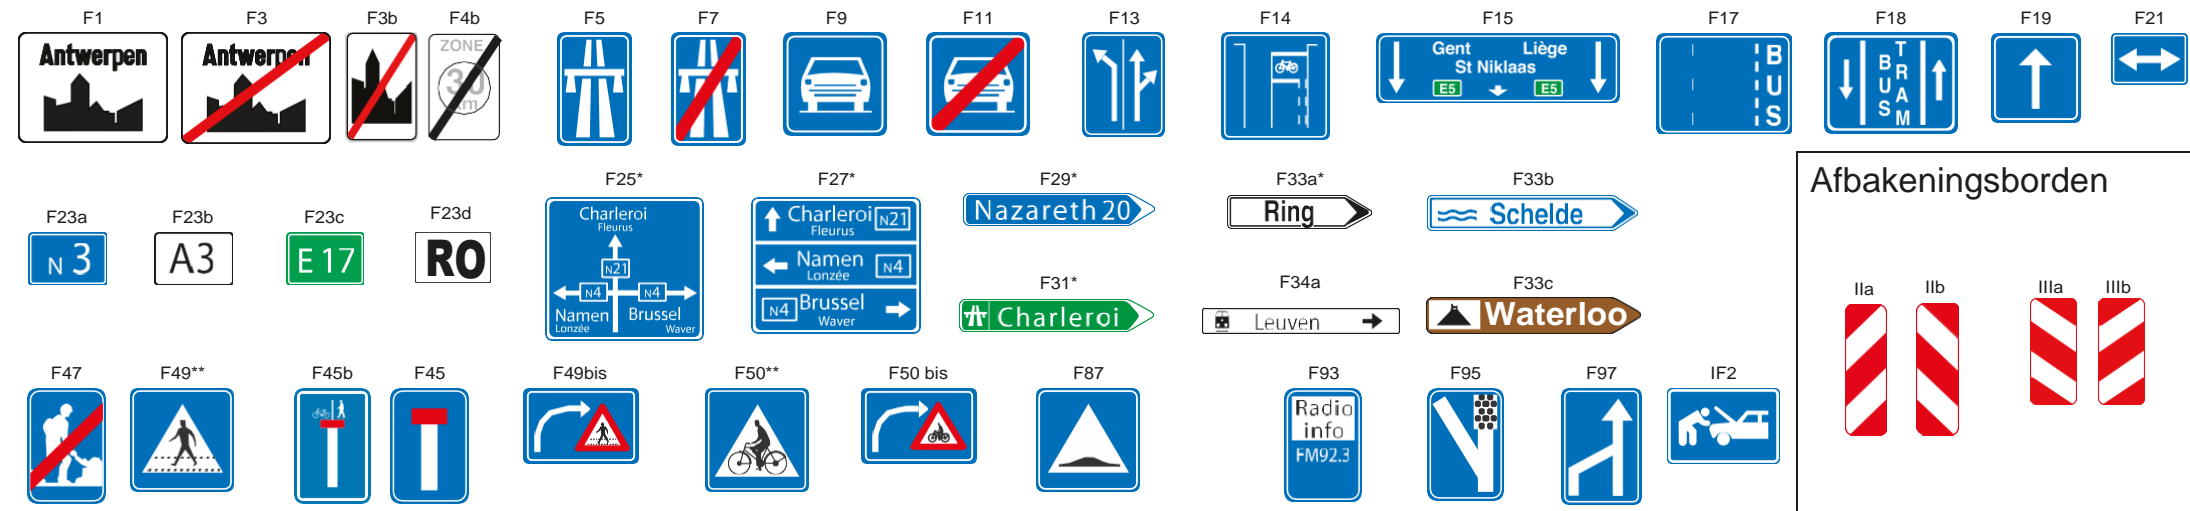 F1 F3 F3b F4b F5 F7 F9 F11 F13 F14 F15 F17 F18 F19 F21
Antwerpen
Antwerpen
ZONE
30
km
Gent Liège
St Niklaas
E5 E5
BUS
BUS
TRAM
Afbakeningsborden
F23a F23b F23c F23d F25* F27* F29* F33a* F33b
N 3
A3
E 17
RO
Charleroi
Fleurus
N21
N4 N4
Namen Brussel
Lonzée Waver
Charleroi N21
Fleurus
Namen N4
Lonzée
N4 Brussel
Waver
Nazareth 20
Ring
Schelde
F31* F34a F33c
Charleroi
Leuven
Waterloo
IIa IIb IIIa IIIb
F47 F49** F45b F45 F49bis F50** F50 bis F87 F93 F95 F97 IF2
Radio
info
FM92.3